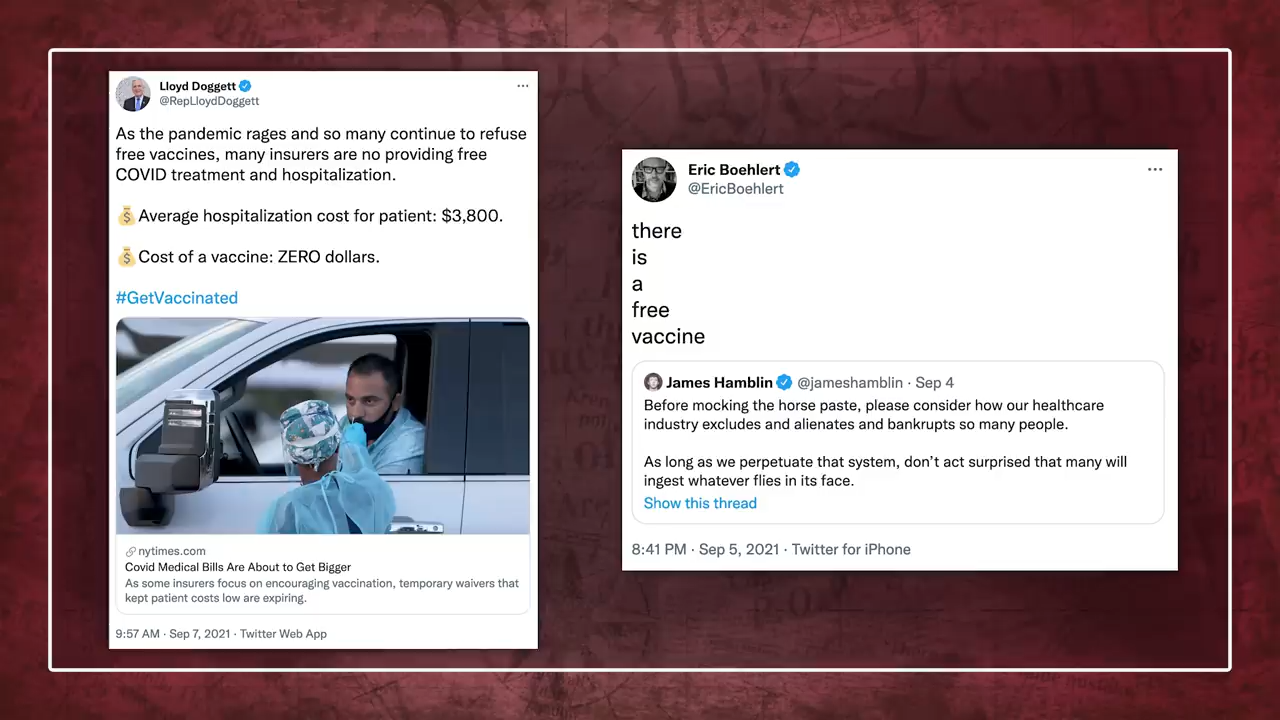 Lloyd Doggett
@RepLloydDoggett
As the pandemic rages and so many continue to refuse
free vaccines, many insurers are no providing free
COVID treatment and hospitalization.
💰Average hospitalization cost for patient: $3,800.
💰Cost of a vaccine: ZERO dollars.
#GetVaccinated
nytimes.com
Covid Medical Bills Are About to Get Bigger
As some insurers focus on encouraging vaccination, temporary waivers that
kept patient costs low are expiring.
9:57 AM · Sep 7, 2021 · Twitter Web App
Eric Boehlert
@EricBoehlert
there
is
a
free
vaccine
James Hamblin @jameshamblin · Sep 4
Before mocking the horse paste, please consider how our healthcare
industry excludes and alienates and bankrupts so many people.
As long as we perpetuate that system, don't act surprised that many will
ingest whatever flies in its face.
Show this thread
8:41 PM · Sep 5, 2021 · Twitter for iPhone